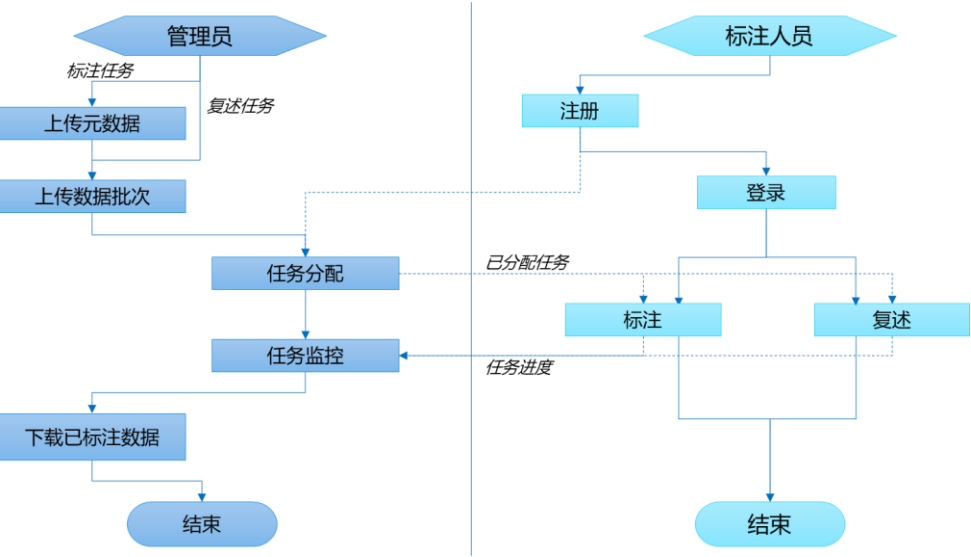 管理员
标注人员
标注任务
复述任务
上传元数据
注册
上传数据批次
登录
任务分配
已分配任务
标注
复述
任务监控
任务进度
下载已标注数据
结束
结束